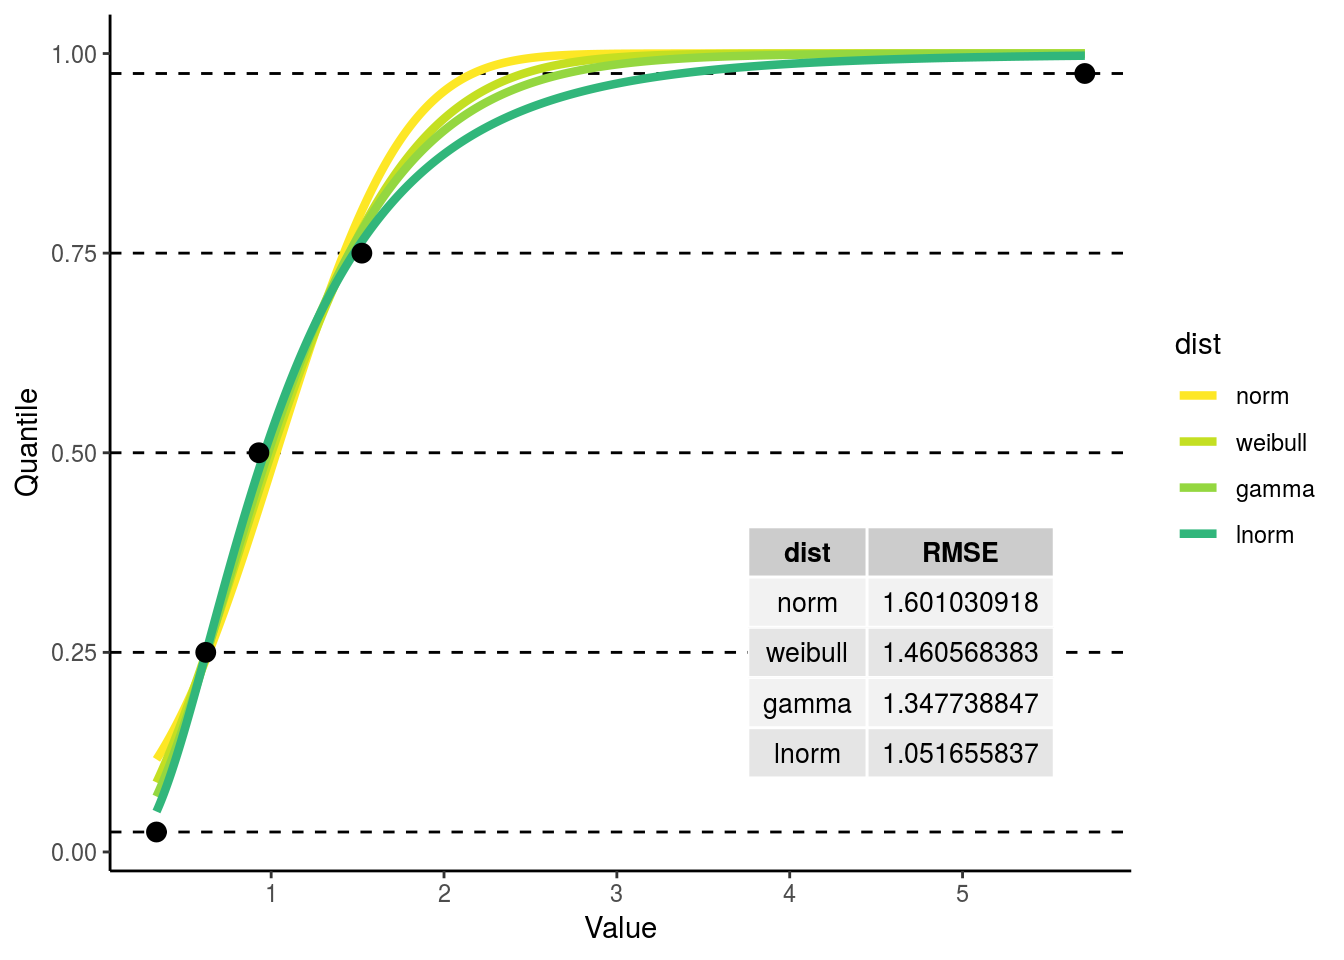 1.00
0.75
0.50
0.25
0.00
Quantile
1 2 3 4 5
Value
dist RMSE
norm 1.601030918
weibull 1.460568383
gamma 1.347738847
lnorm 1.051655837
dist
norm
weibull
gamma
lnorm